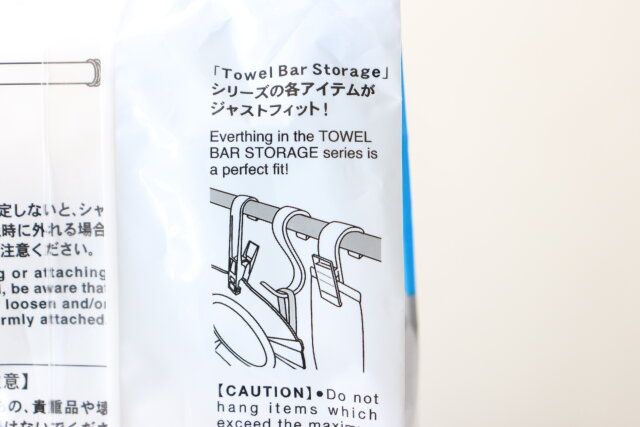 「Towel Bar Storage」
シリーズの各アイテムが
ジャストフィット！
Everthing in the TOWEL
BAR STORAGE series is
a perfect fit!
定しないと、シャ
時に外れる場合
注意ください。
g or attaching
, be aware that
loosen and/or
rmly attached.
意】
の、貴重品や壊
【CAUTION】●Do not
hang items which
exceed the